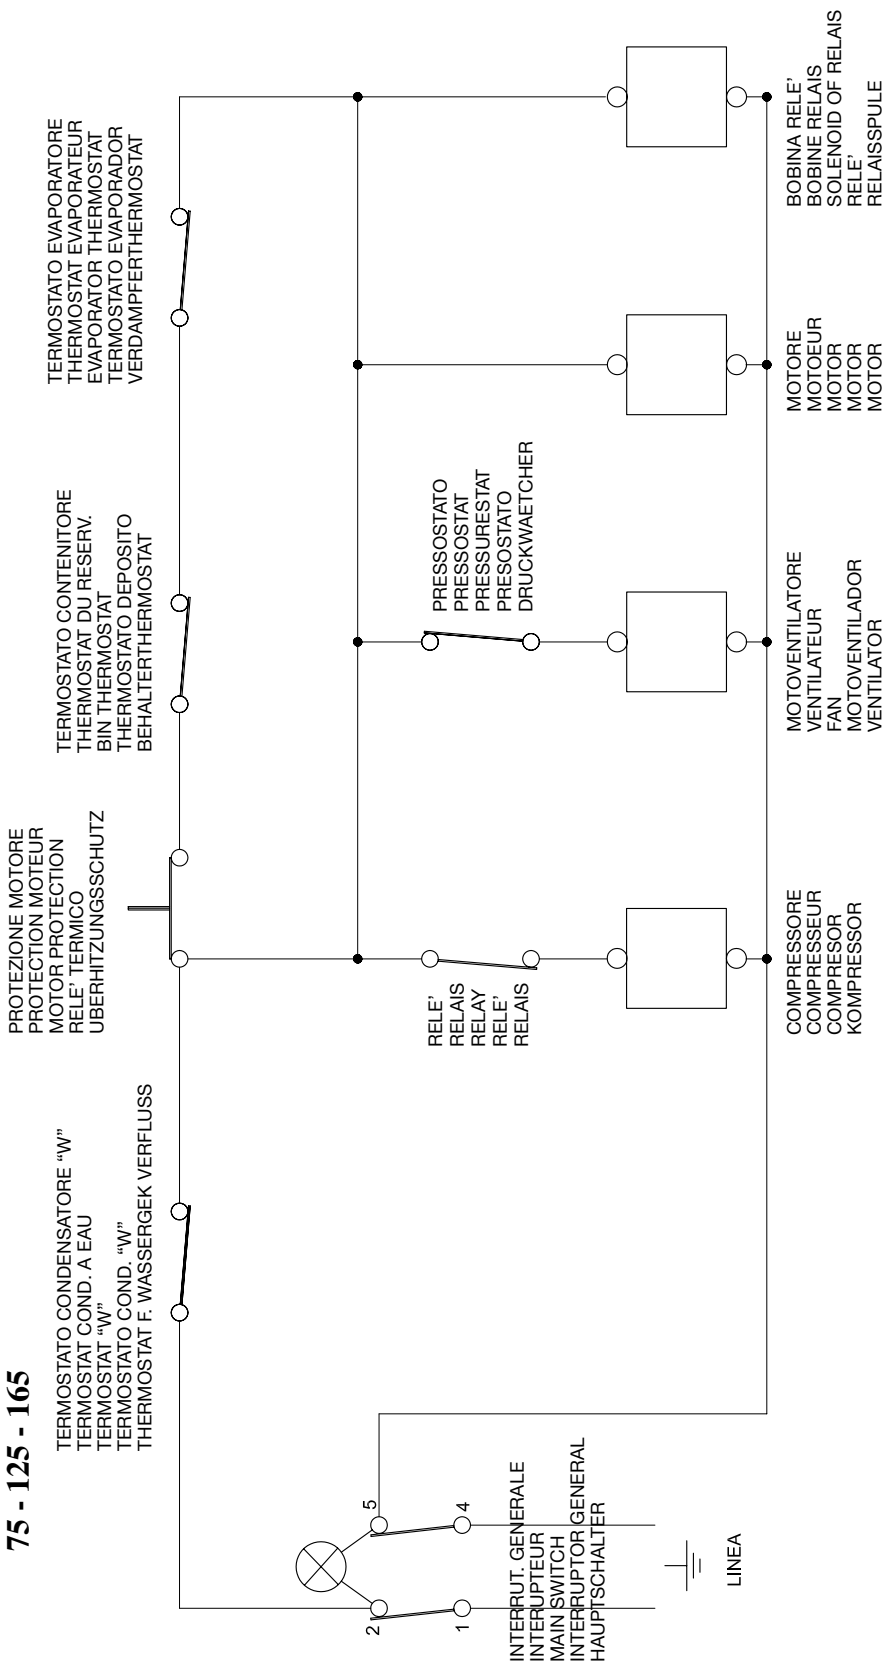 75 - 125 - 165
TERMOSTATO CONDENSATORE “W”
TERMOSTAT COND. A EAU
TERMOSTAT “W”
TERMOSTATO COND. “W”
THERMOSTAT F. WASSERGEK VERFLUSS
PROTEZIONE MOTORE
PROTECTION MOTEUR
MOTOR PROTECTION
RELE’ TERMICO
UBERHITZUNGSSCHUTZ
TERMOSTATO CONTENITORE
THERMOSTAT DU RESERV.
BIN THERMOSTAT
THERMOSTATO DEPOSITO
BEHALTERTHERMOSTAT
TERMOSTATO EVAPORATORE
THERMOSTAT EVAPORATEUR
EVAPORATOR THERMOSTAT
TERMOSTATO EVAPORADOR
VERDAMPFERTHERMOSTAT
2
5
1
4
INTERRUT. GENERALE
INTERUPTEUR
MAIN SWITCH
INTERRUPTOR GENERAL
HAUPTSCHALTER
LINEA
RELE’
RELAIS
RELAY
RELE’
RELAIS
PRESSOSTATO
PRESSOSTAT
PRESSURESTAT
PRESOSTATO
DRUCKWAETCHER
COMPRESSORE
COMPRESSEUR
COMPRESOR
KOMPRESSOR
MOTOVENTILATORE
VENTILATEUR
FAN
MOTOVENTILADOR
VENTILATOR
MOTORE
MOTOEUR
MOTOR
MOTOR
MOTOR
BOBINA RELE’
BOBINE RELAIS
SOLENOID OF RELAIS
RELE’
RELAISSPULE